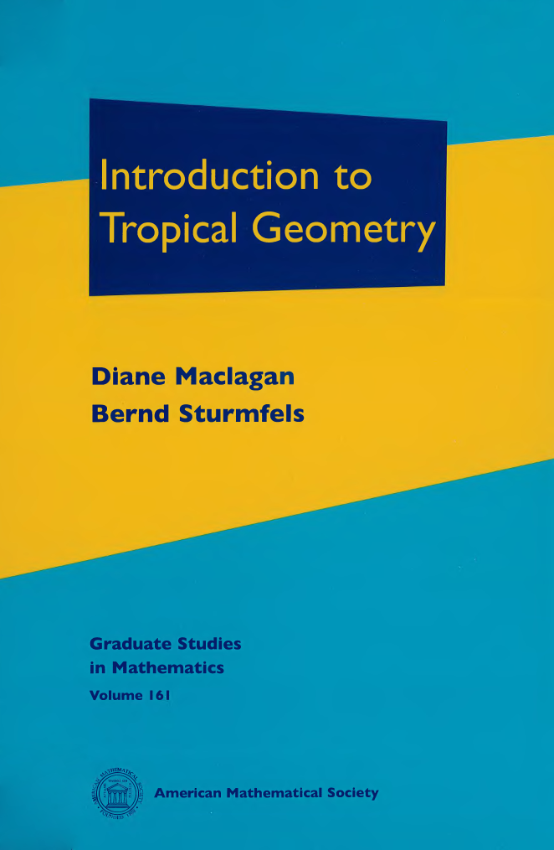 Introduction to
Tropical Geometry
Diane Maclagan
Bernd Sturmfels
Graduate Studies
in Mathematics
Volume 161
American Mathematical Society